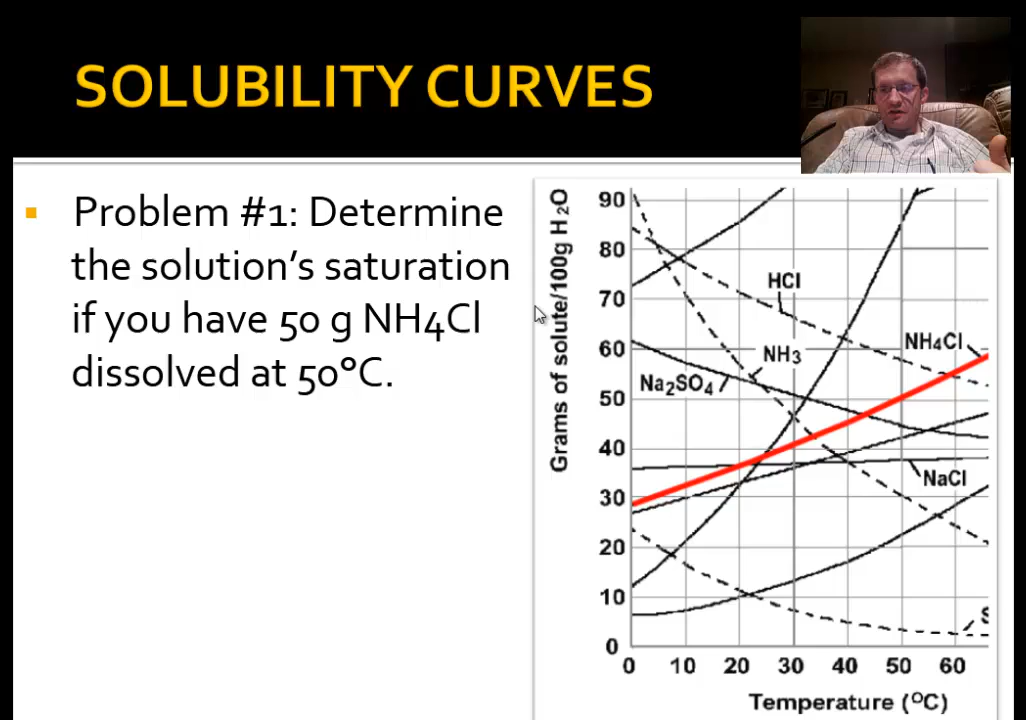 SOLUBILITY CURVES
Problem #1: Determine
the solution's saturation
if you have 50 g NH4Cl
dissolved at 50°C.
Grams of solute/100g H₂O
90
80
70
60
50
40
30
20
10
0
HCl
NH₄Cl
NH₃
Na₂SO₄
NaCl
S
0 10 20 30 40 50 60
Temperature (°C)